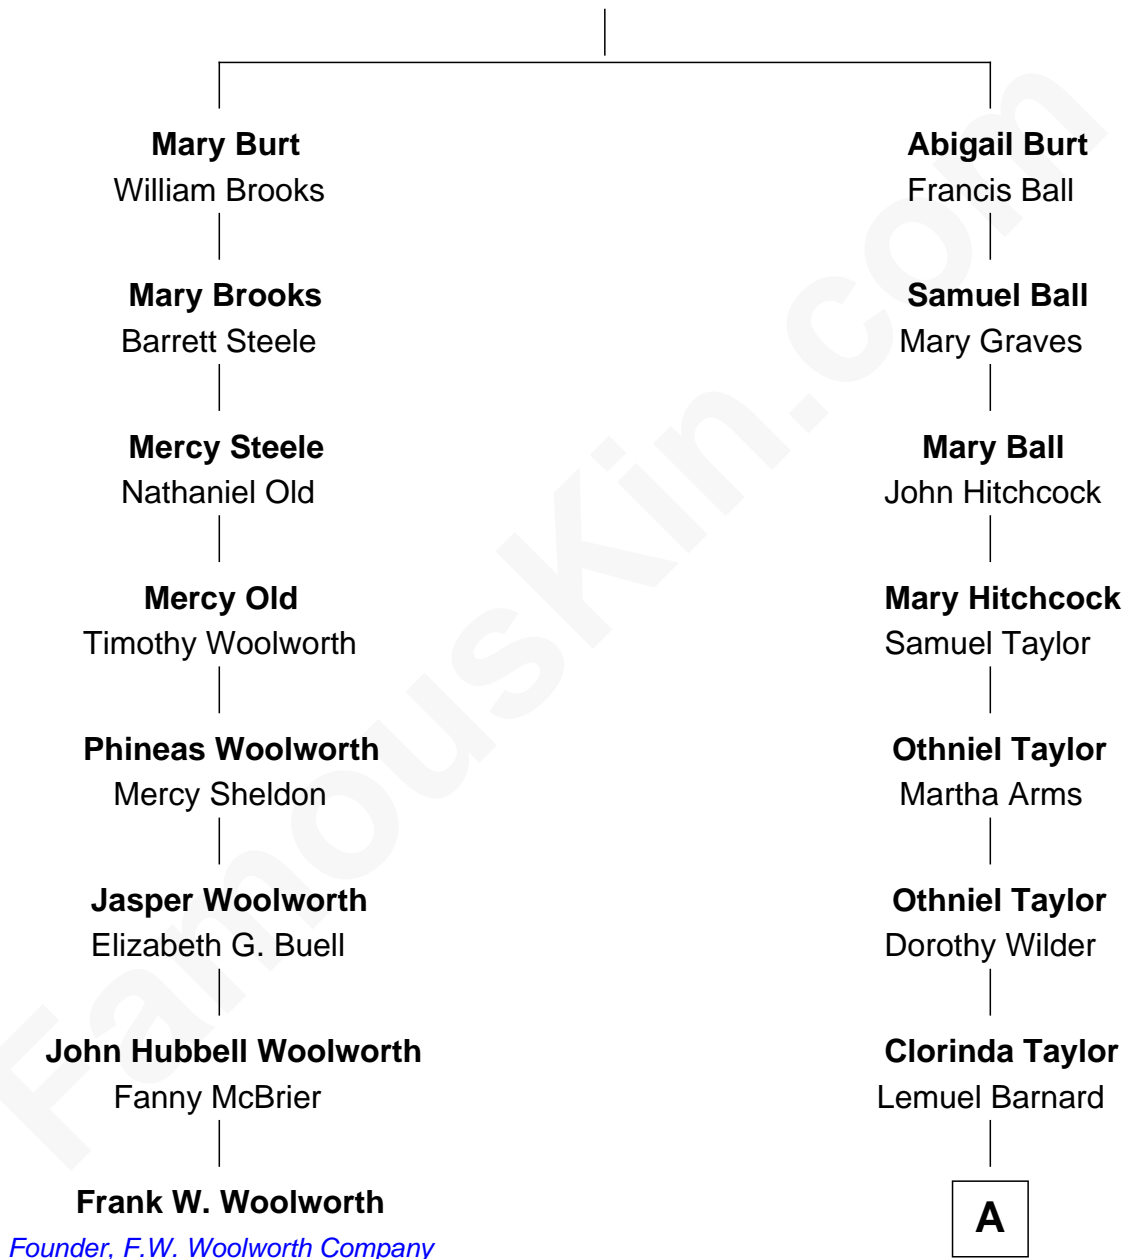 Mary Burt
William Brooks
Mary Brooks
Barrett Steele
Mercy Steele
Nathaniel Old
Mercy Old
Timothy Woolworth
Phineas Woolworth
Mercy Sheldon
Jasper Woolworth
Elizabeth G. Buell
John Hubbell Woolworth
Fanny McBrier
Frank W. Woolworth
Founder, F.W. Woolworth Company
Abigail Burt
Francis Ball
Samuel Ball
Mary Graves
Mary Ball
John Hitchcock
Mary Hitchcock
Samuel Taylor
Othniel Taylor
Martha Arms
Othniel Taylor
Dorothy Wilder
Clorinda Taylor
Lemuel Barnard
A
FamousKin.com